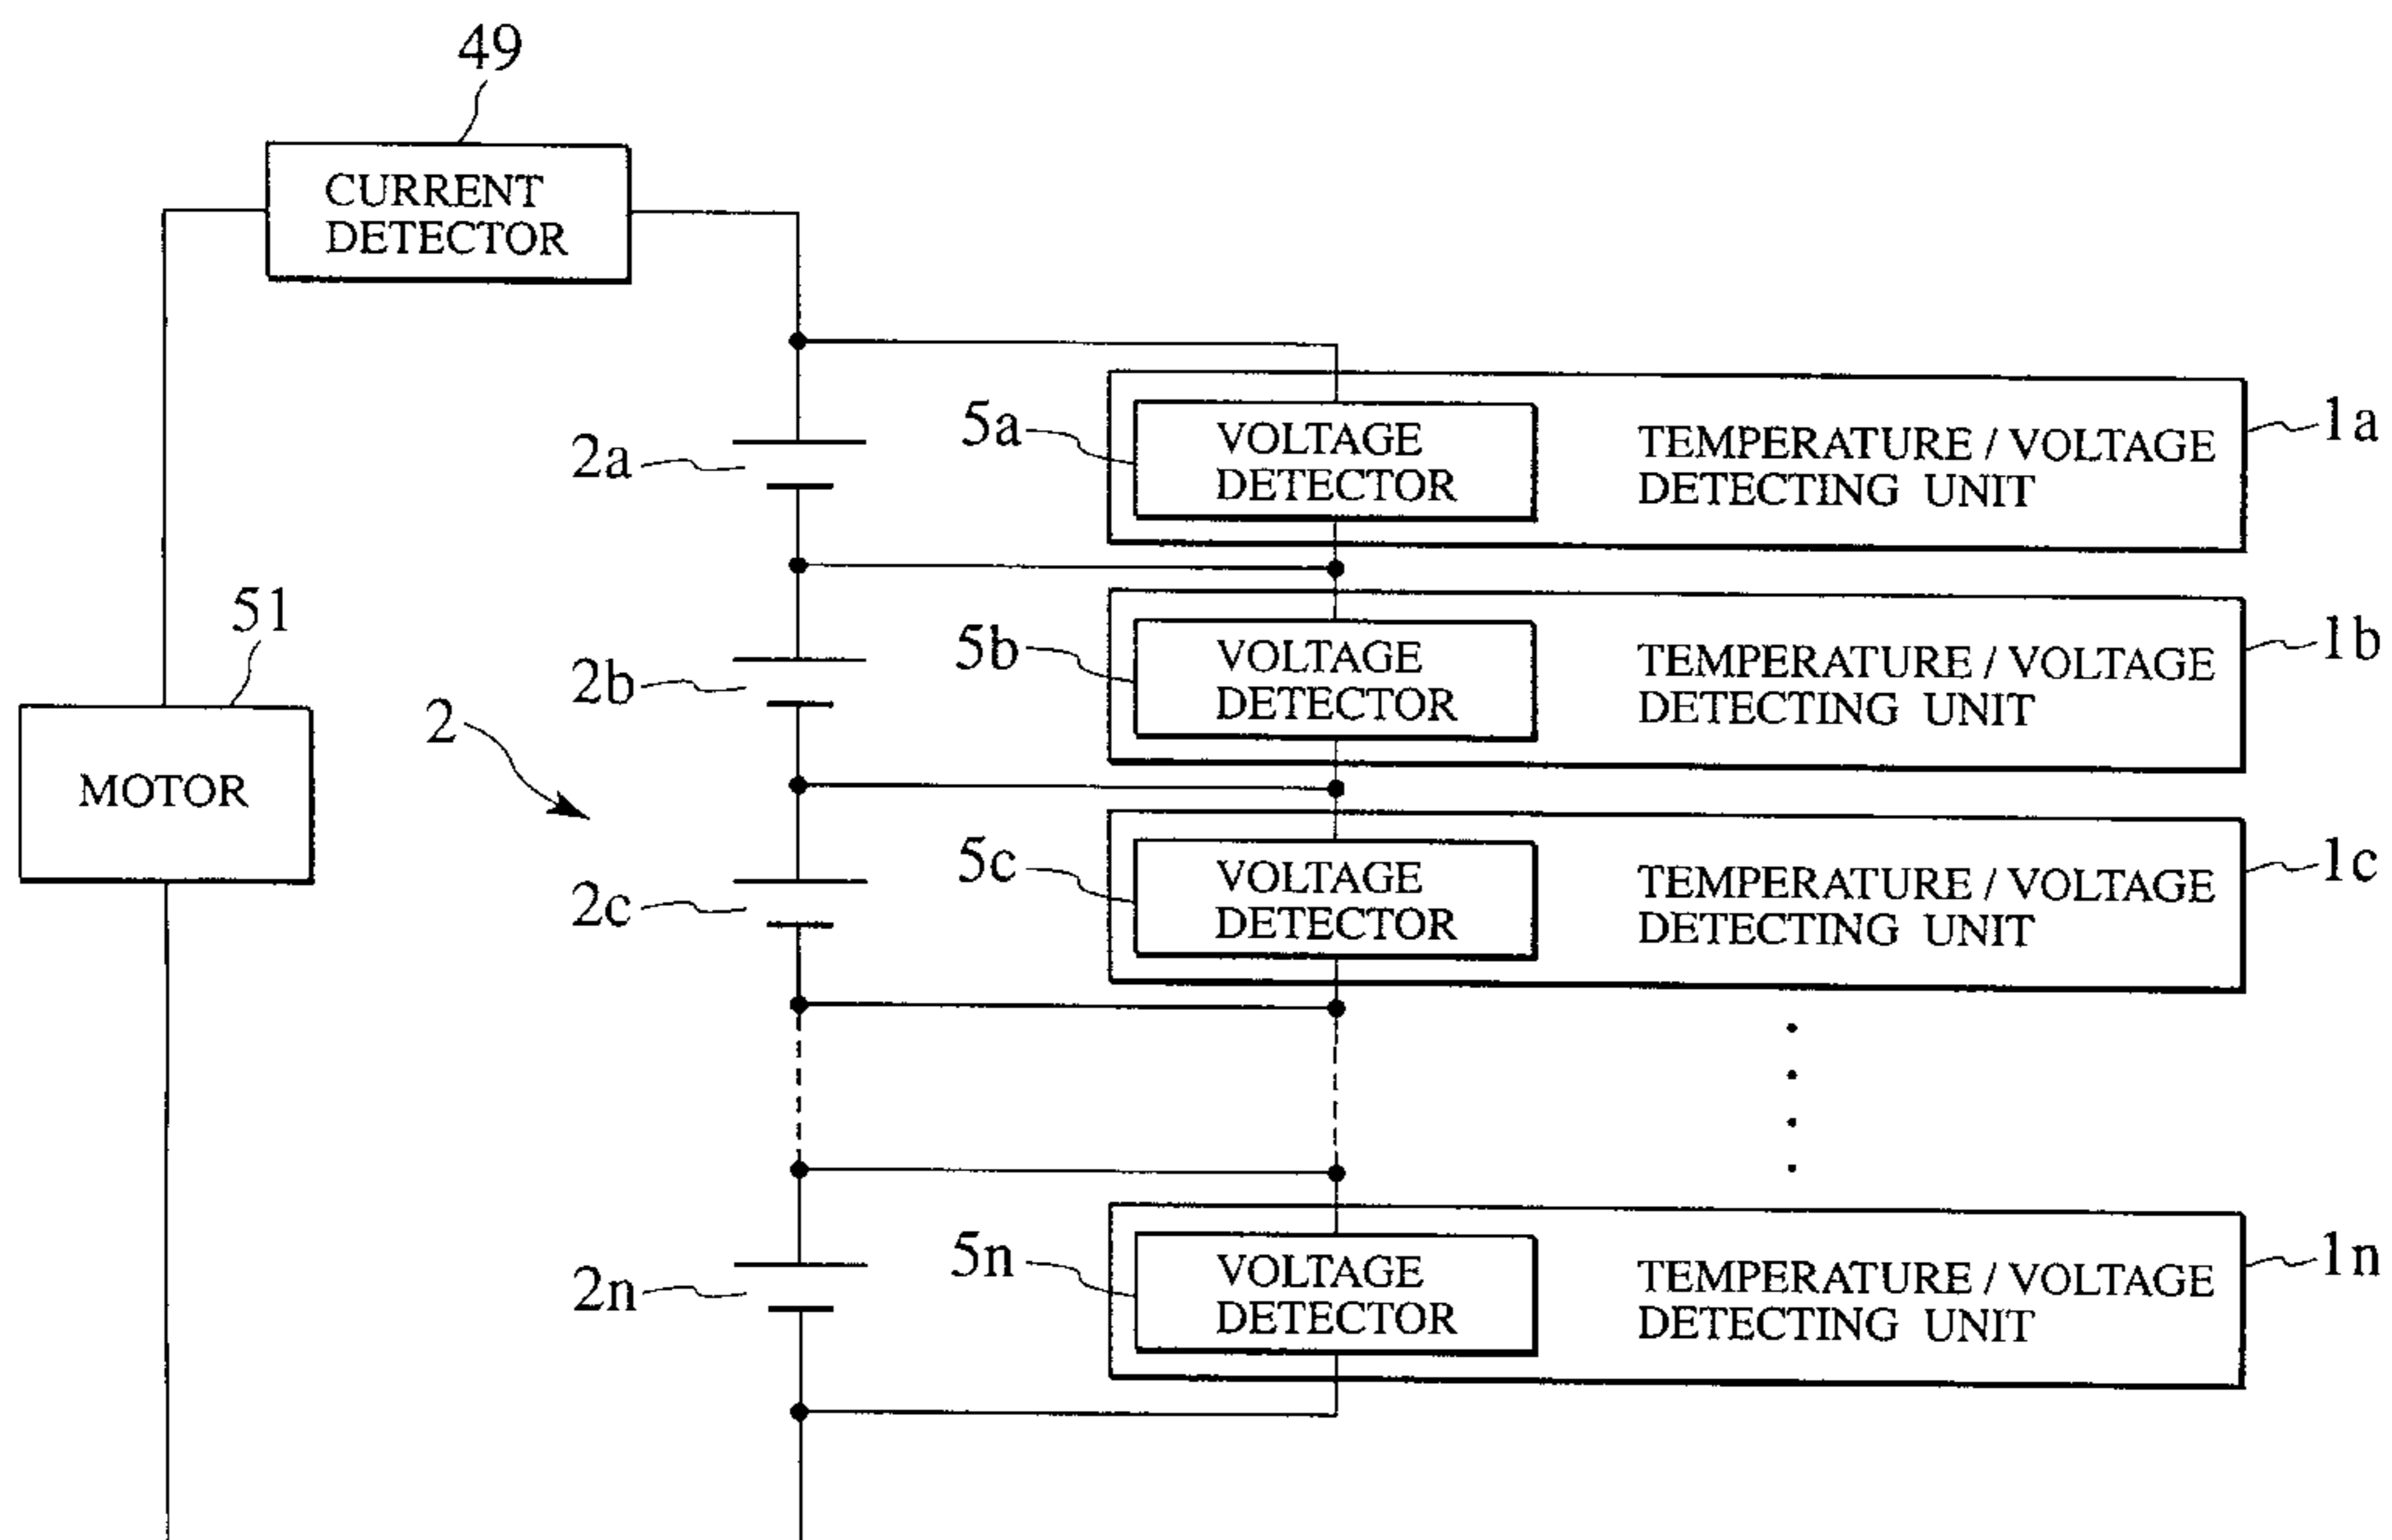 49
CURRENT
DETECTOR
5a
VOLTAGE
DETECTOR
TEMPERATURE / VOLTAGE
DETECTING UNIT
1a
2a
51
MOTOR
5b
VOLTAGE
DETECTOR
TEMPERATURE / VOLTAGE
DETECTING UNIT
1b
2b
2
5c
VOLTAGE
DETECTOR
TEMPERATURE / VOLTAGE
DETECTING UNIT
1c
2c
5n
VOLTAGE
DETECTOR
TEMPERATURE / VOLTAGE
DETECTING UNIT
1n
2n